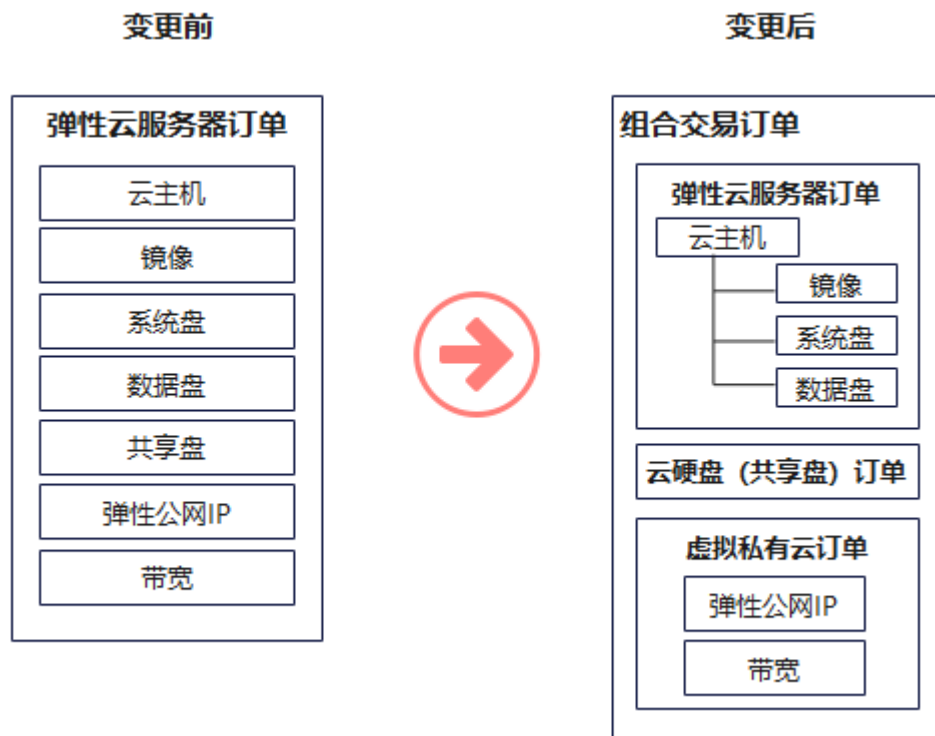 变更前
变更后
弹性云服务器订单
云主机
镜像
系统盘
数据盘
共享盘
弹性公网IP
带宽
组合交易订单
弹性云服务器订单
云主机
镜像
系统盘
数据盘
云硬盘（共享盘）订单
虚拟私有云订单
弹性公网IP
带宽